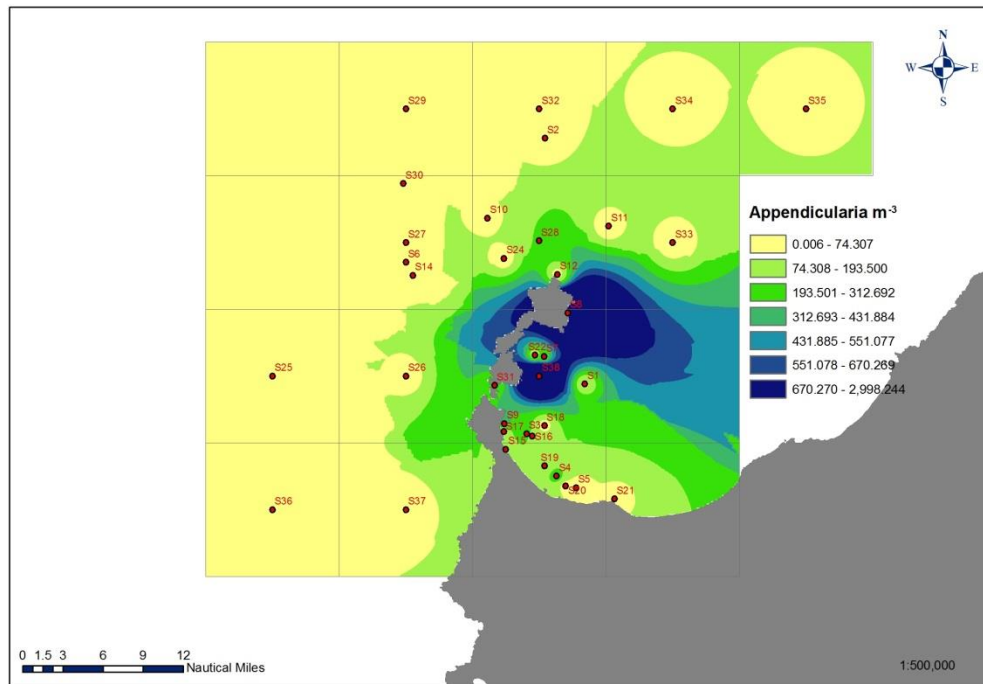 N
W E
S
S29
S32
S34
S35
S2
S30
S10
S11
S28
S27
S33
S24
S6
S14
S12
Appendicularia m-3
0.006 - 74.307
74.308 - 193.500
193.501 - 312.692
312.693 - 431.884
431.885 - 551.077
551.078 - 670.269
670.270 - 2,998.244
S22
S25
S26
S38
S31
S1
S9
S17
S3
S18
S16
S15
S19
S4
S5
S20
S21
S36
S37
0 1.5 3 6 9 12
Nautical Miles
1:500,000